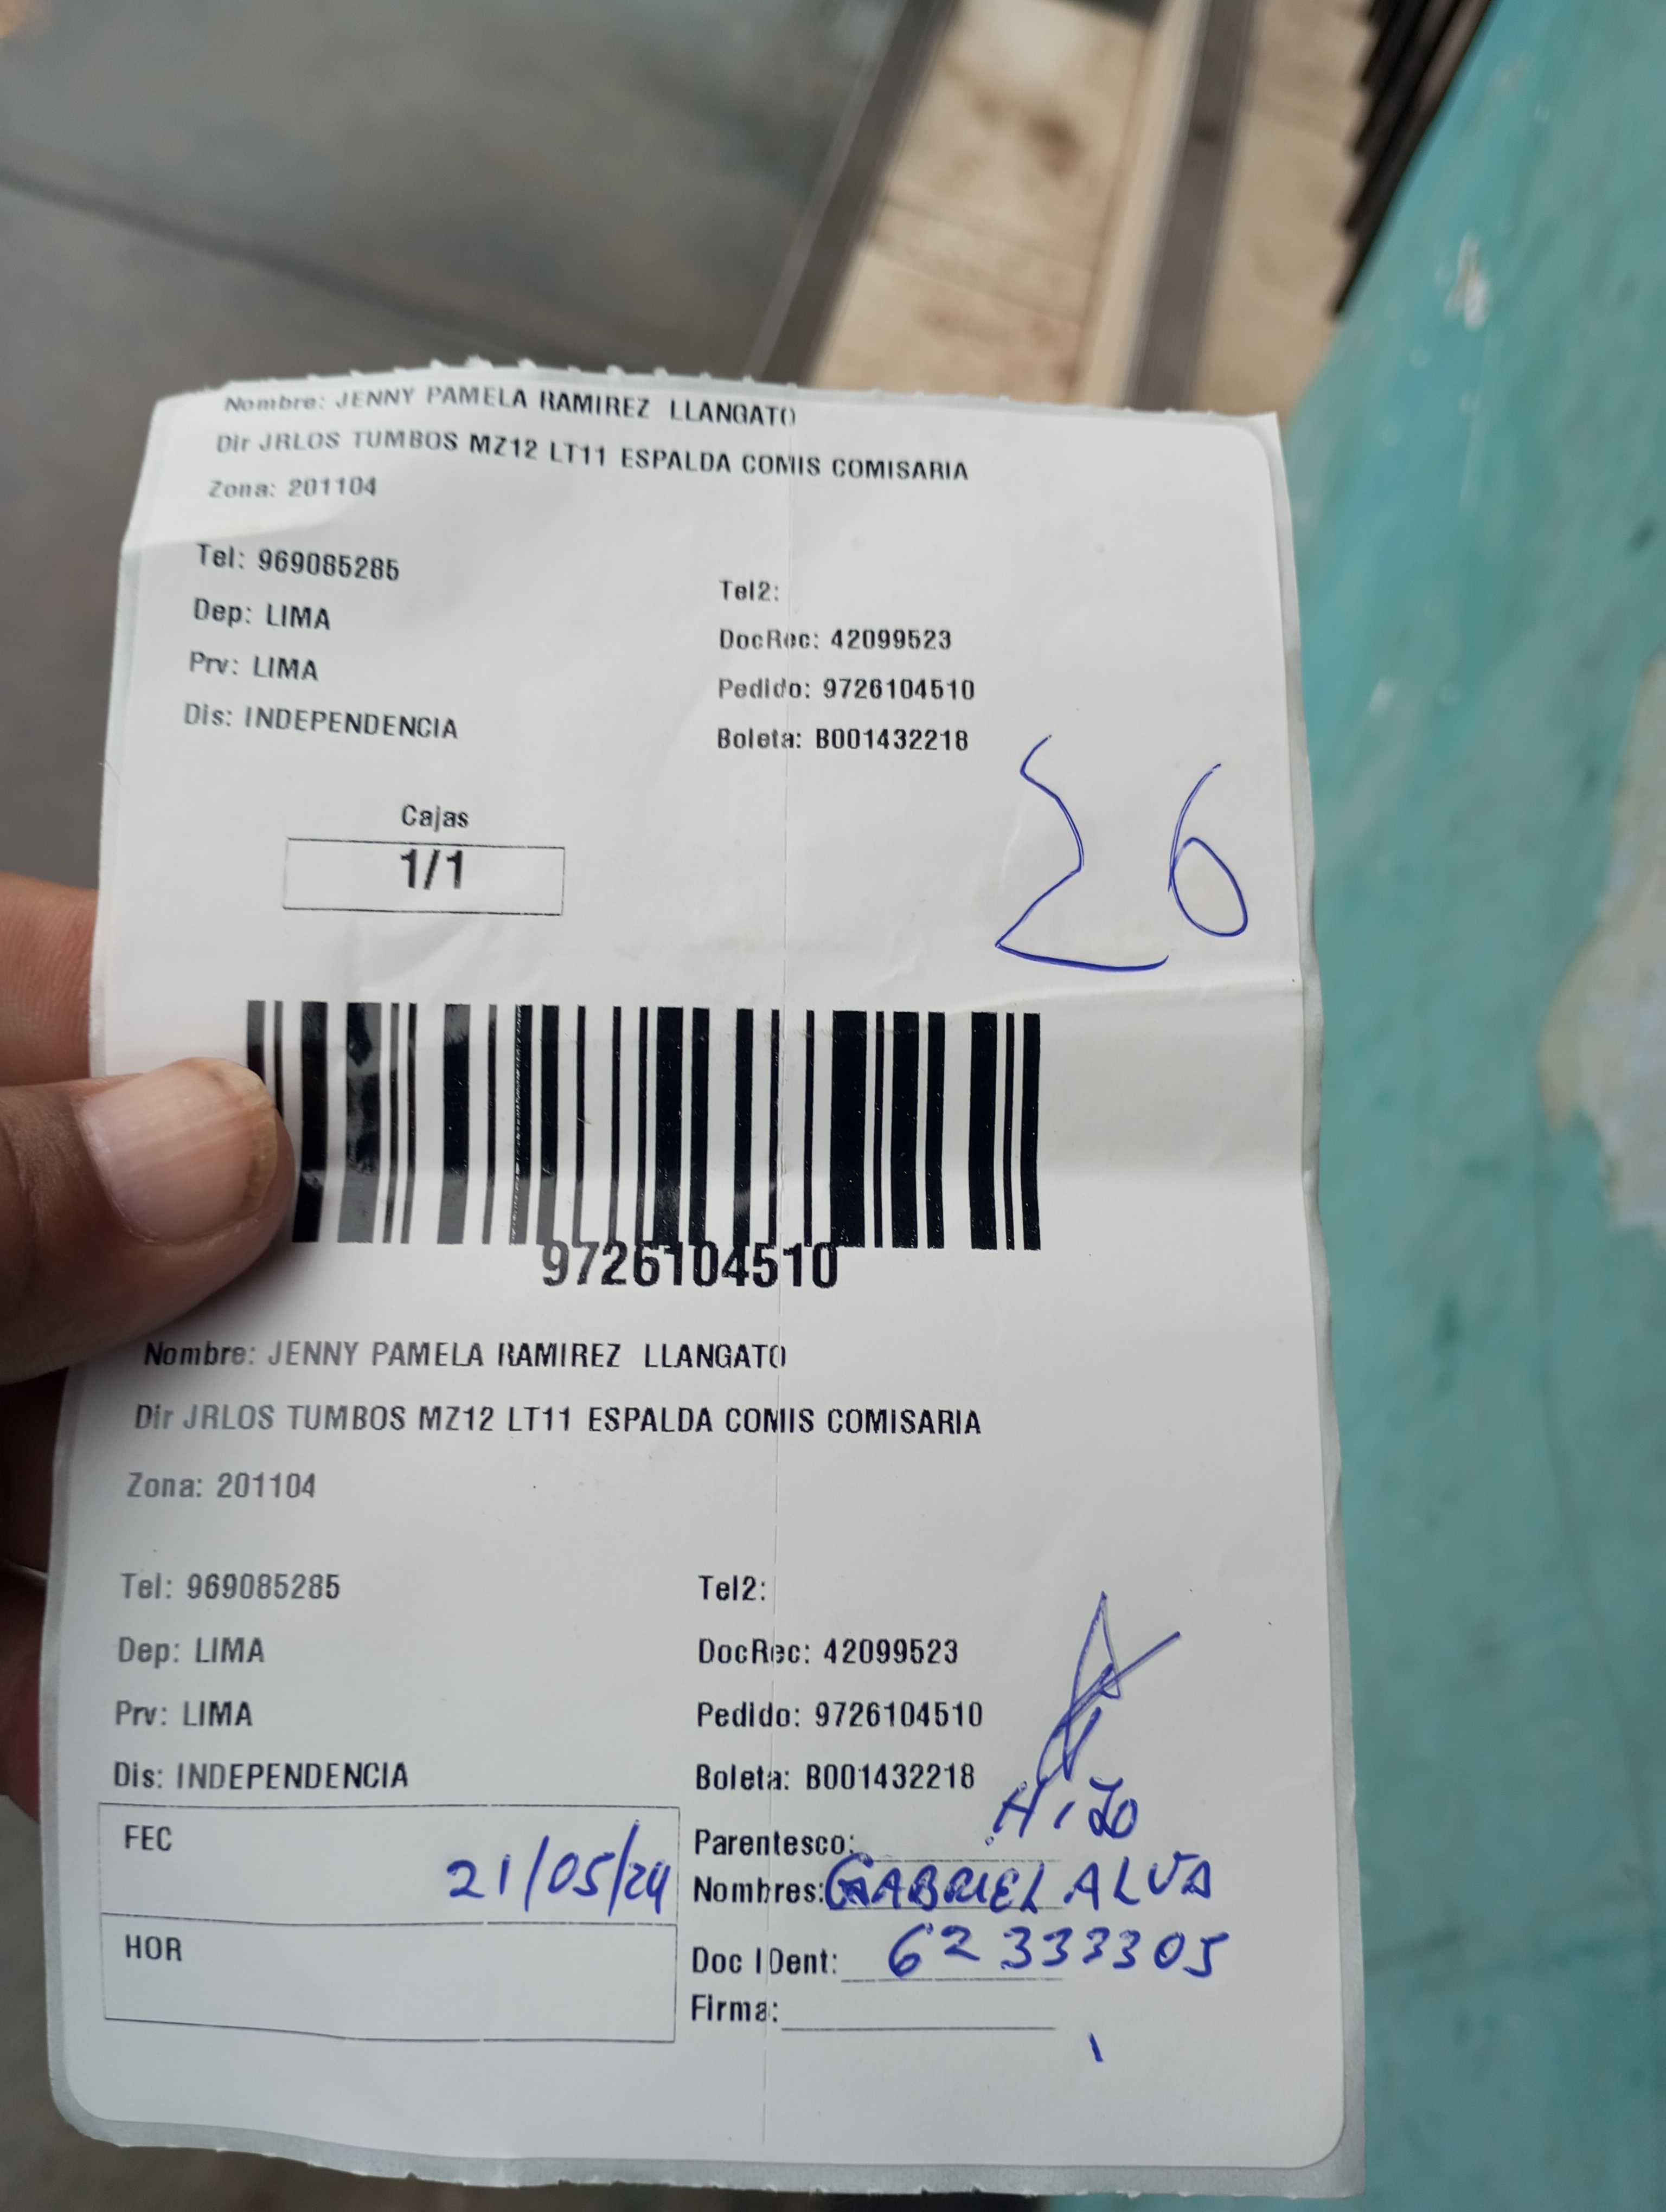 Nombre: JENNY PAMELA RAMIREZ LLANGATO
Dir JRLOS TUMBOS MZ12 LT11 ESPALDA COMIS COMISARIA
Zona: 201104
Tel: 969085285
Tel2:
Dep: LIMA
DocRec: 42099523
Prv: LIMA
Pedido: 9726104510
Dis: INDEPENDENCIA
Boleta: B001432218
26
Cajas
1/1
9726104510
Nombre: JENNY PAMELA RAMIREZ LLANGATO
Dir JRLOS TUMBOS MZ12 LT11 ESPALDA COMIS COMISARIA
Zona: 201104
Tel: 969085285
Tel2:
Dep: LIMA
DocRec: 42099523
Prv: LIMA
Pedido: 9726104510
Dis: INDEPENDENCIA
Boleta: B001432218
FEC 21/05/24
Parentesco: HIJO
Nombres: GABRIEL ALVA
HOR
Doc IDent: 62333305
Firma: